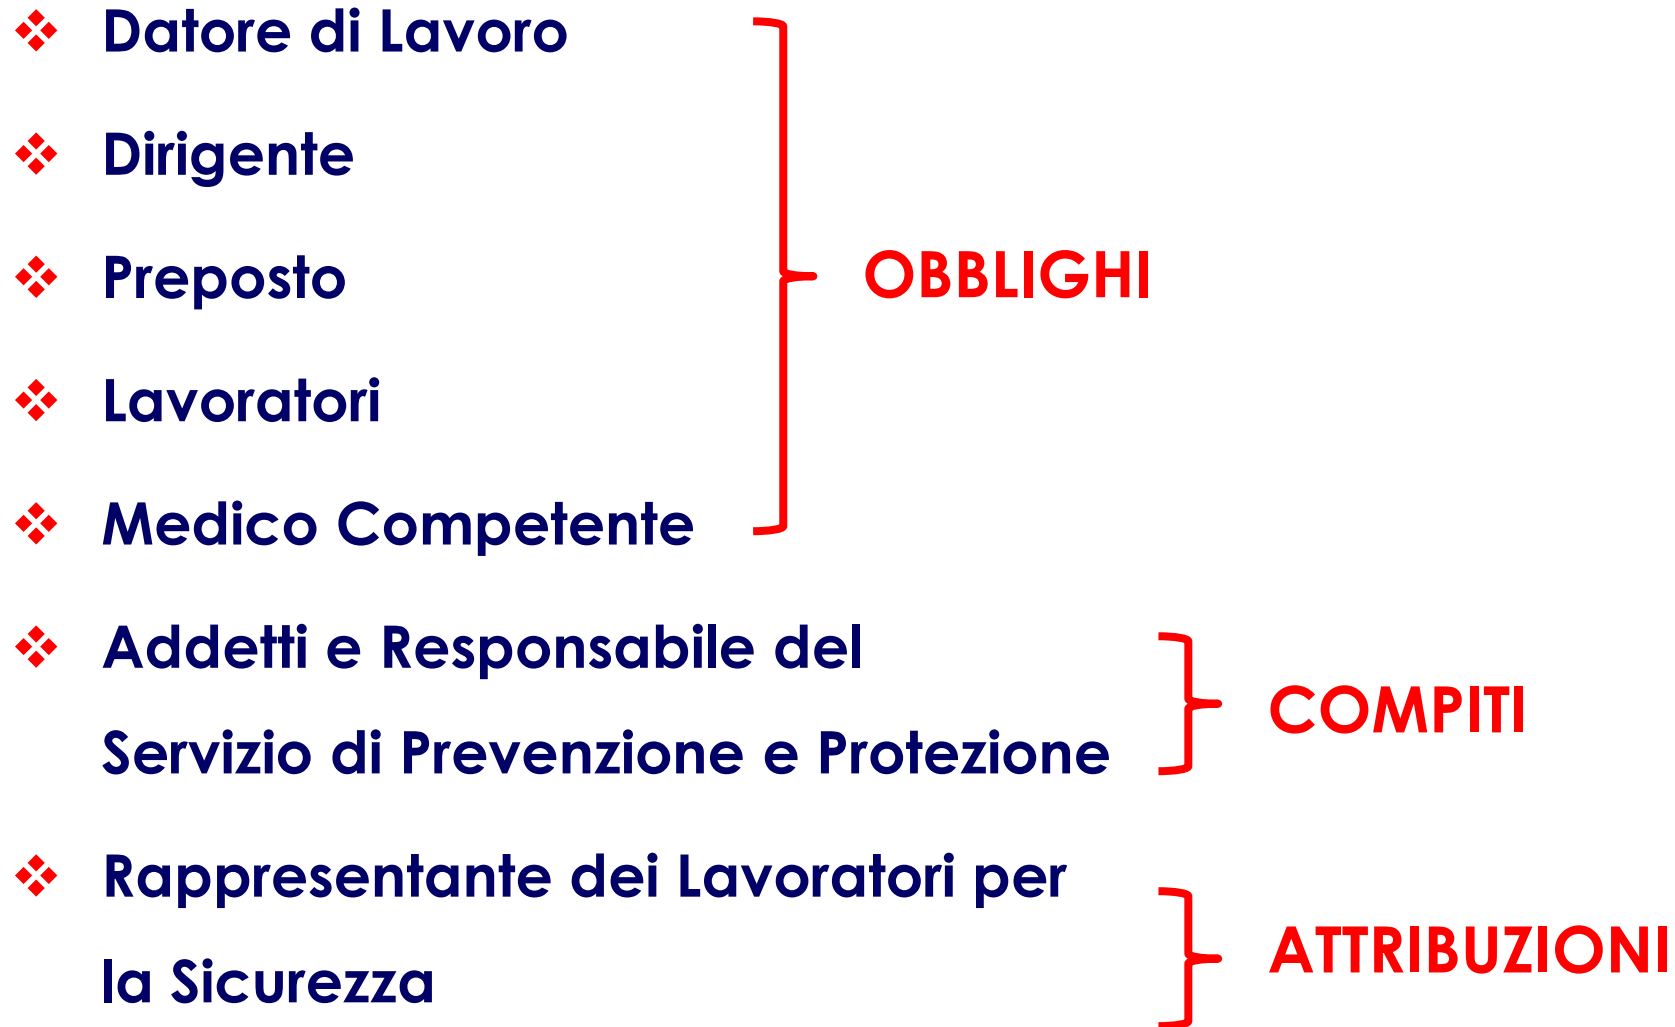 Datore di Lavoro
Dirigente
Preposto
OBBLIGHI
Lavoratori
Medico Competente
Addetti e Responsabile del
Servizio di Prevenzione e Protezione
COMPITI
Rappresentante dei Lavoratori per
la Sicurezza
ATTRIBUZIONI